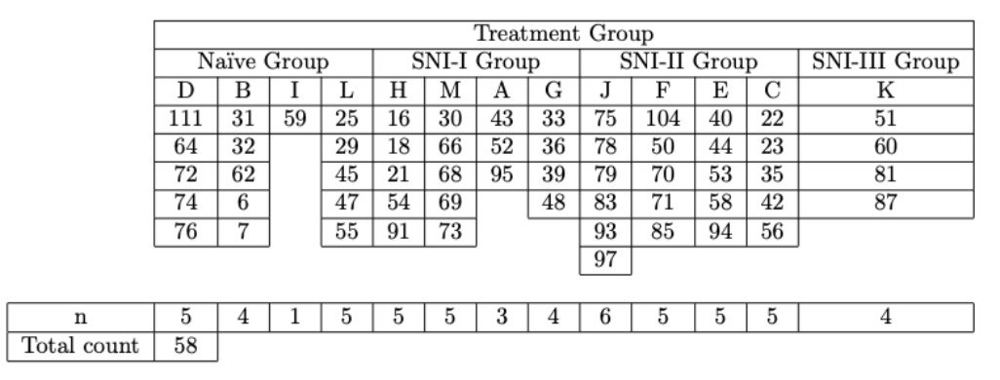 Treatment Group
Naïve Group SNI-I Group SNI-II Group SNI-III Group
D B I L H M A G J F E C K
111 31 59 25 16 30 43 33 75 104 40 22 51
64 32 29 18 66 52 36 78 50 44 23 60
72 62 45 21 68 95 39 79 70 53 35 81
74 6 47 54 69 48 83 71 58 42 87
76 7 55 91 73 93 85 94 56
97
n 5 4 1 5 5 5 3 4 6 5 5 5 4
Total count 58